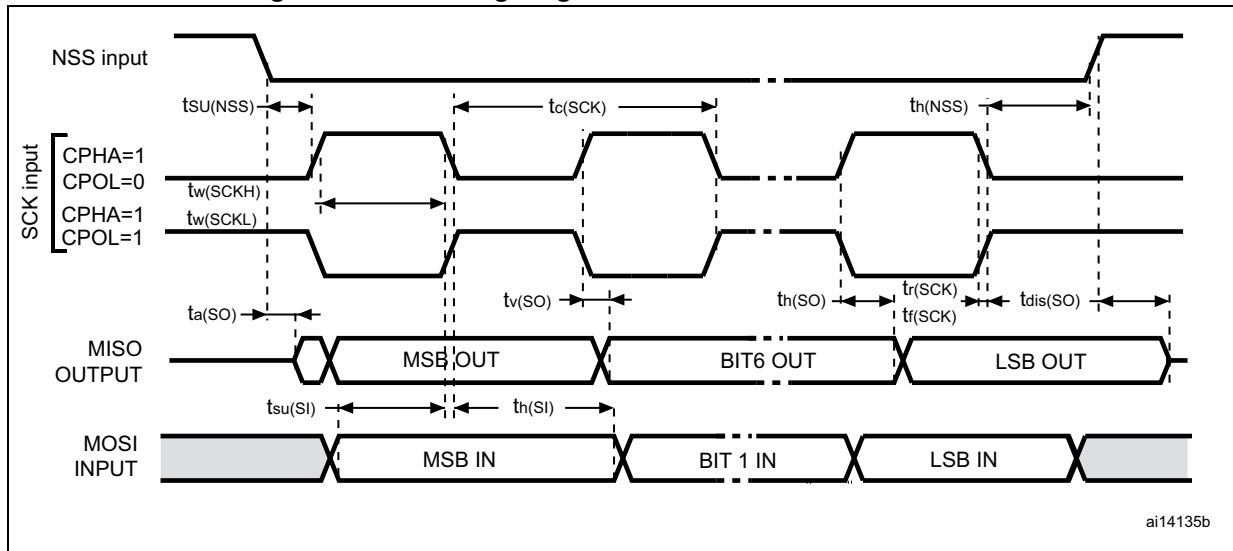 NSS input
tSU(NSS)
tc(SCK)
th(NSS)
SCK input
CPHA=1
CPOL=0
tw(SCKH)
CPHA=1
tw(SCKL)
CPOL=1
ta(SO)
tv(SO)
th(SO)
tr(SCK)
tf(SCK)
tdis(SO)
MISO
OUTPUT
MSB OUT
BIT6 OUT
LSB OUT
tsu(SI)
th(SI)
MOSI
INPUT
MSB IN
BIT 1 IN
LSB IN
ai14135b